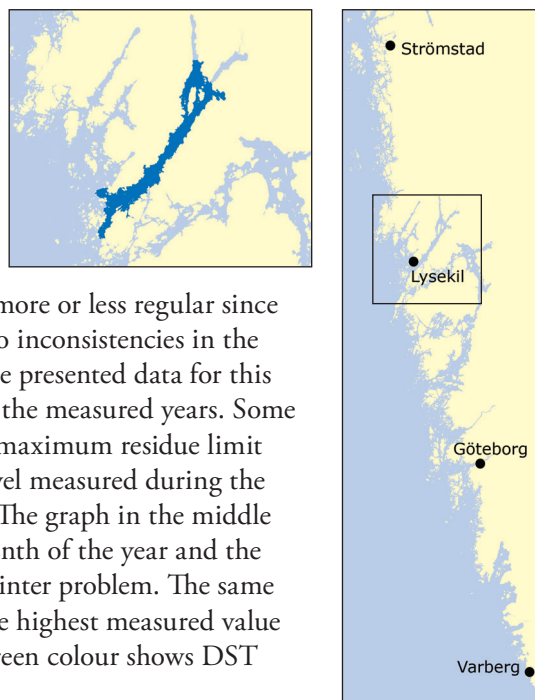 Strömstad
Lysekil
Göteborg
Varberg
more or less regular since
o inconsistencies in the
e presented data for this
the measured years. Some
maximum residue limit
vel measured during the
The graph in the middle
nth of the year and the
inter problem. The same
e highest measured value
reen colour shows DST